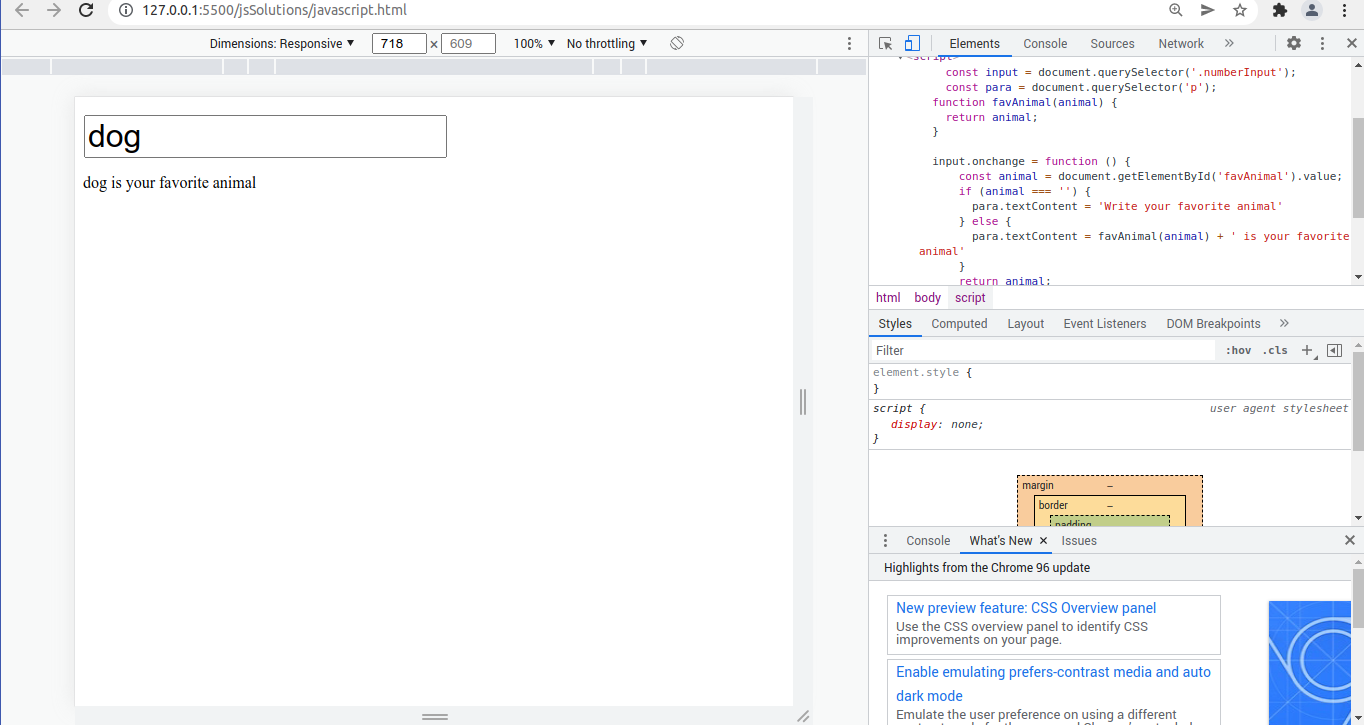 127.0.0.1:5500/jsSolutions/javascript.html
Dimensions: Responsive ▼ 718 × 609 100% ▼ No throttling ▼
Elements Console Sources Network »
dog
dog is your favorite animal
<script>
const input = document.querySelector('.numberInput');
const para = document.querySelector('p');
function favAnimal(animal) {
return animal;
}
input.onchange = function () {
const animal = document.getElementById('favAnimal').value;
if (animal === '') {
para.textContent = 'Write your favorite animal'
} else {
para.textContent = favAnimal(animal) + ' is your favorite
animal'
}
return animal;
html body script
Styles Computed Layout Event Listeners DOM Breakpoints »
Filter :hov .cls +
element.style {
}
script { user agent stylesheet
display: none;
}
margin –
border –
padding
Console What's New × Issues
Highlights from the Chrome 96 update
New preview feature: CSS Overview panel
Use the CSS overview panel to identify CSS
improvements on your page.
Enable emulating prefers-contrast media and auto
dark mode
Emulate the user preference on using a different